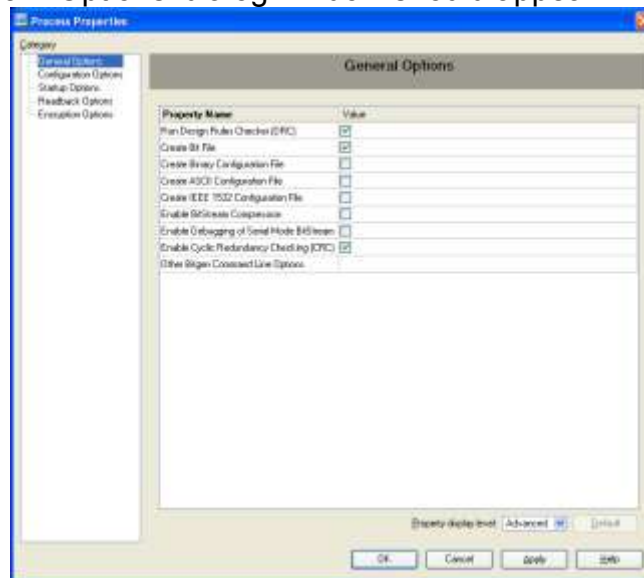 Process Properties
Category
General Options
Configuration Options
Startup Options
Readback Options
Encryption Options
General Options
Property Name Value
Run Design Rules Checker (DRC)
Create Bit File
Create Binary Configuration File
Create ASCII Configuration File
Create IEEE 1532 Configuration File
Enable BitStream Compression
Enable Debugging of Serial Mode BitStream
Enable Cyclic Redundancy Checking (CRC)
Other Bitgen Command Line Options
Property display level: Advanced Default
OK Cancel Apply Help